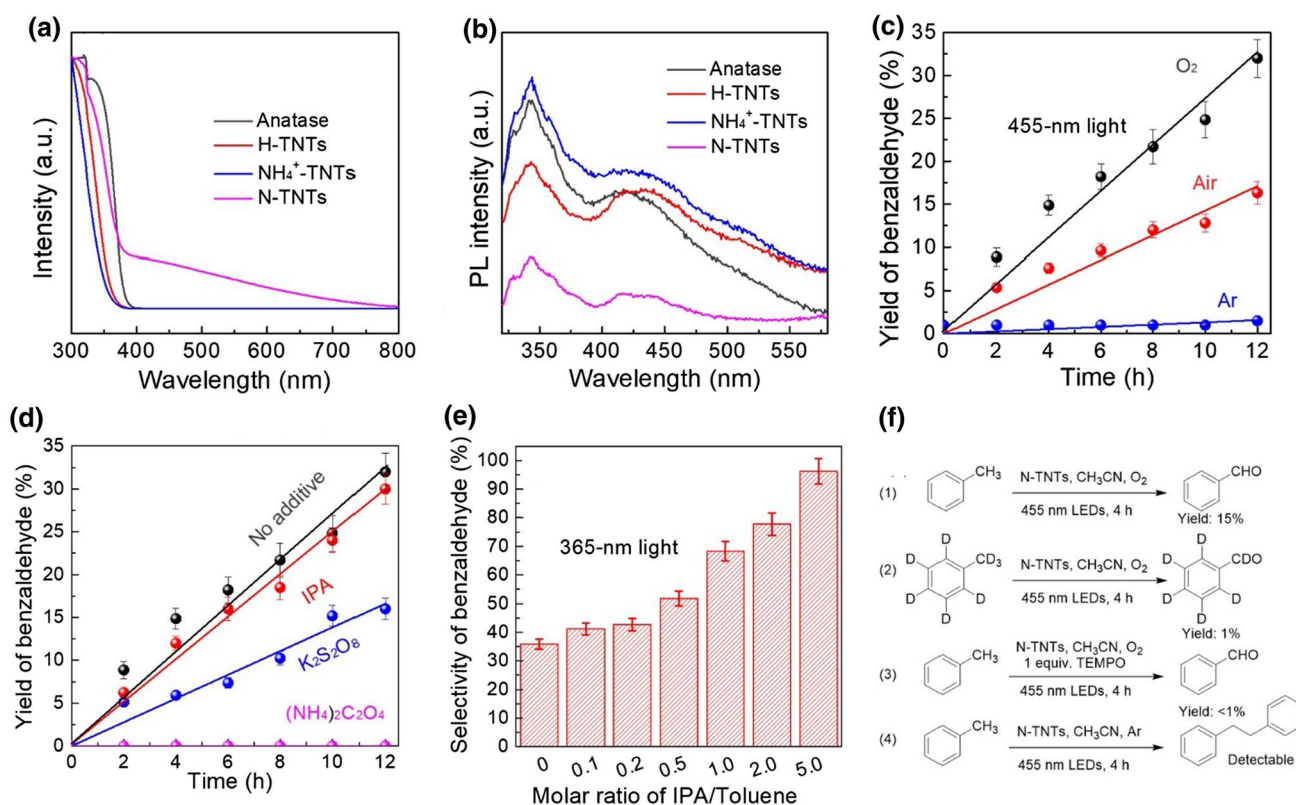 (a)
Intensity (a.u.)
Anatase
H-TNTs
NH₄⁺-TNTs
N-TNTs
300 400 500 600 700 800
Wavelength (nm)
(b)
PL intensity (a.u.)
Anatase
H-TNTs
NH₄⁺-TNTs
N-TNTs
350 400 450 500 550
Wavelength (nm)
(c)
Yield of benzaldehyde (%)
35
30
25
20
15
10
5
0
O₂
455-nm light
Air
Ar
0 2 4 6 8 10 12
Time (h)
(d)
Yield of benzaldehyde (%)
35
30
25
20
15
10
5
0
No additive
IPA
K₂S₂O₈
(NH₄)₂C₂O₄
0 2 4 6 8 10 12
Time (h)
(e)
Selectivity of benzaldehyde (%)
100
90
80
70
60
50
40
30
20
10
0
365-nm light
0 0.1 0.2 0.5 1.0 2.0 5.0
Molar ratio of IPA/Toluene
(f)
(1)
CH₃
N-TNTs, CH₃CN, O₂
455 nm LEDs, 4 h
CHO
Yield: 15%
(2)
D
D
D
D
D
CD₃
N-TNTs, CH₃CN, O₂
455 nm LEDs, 4 h
D
D
D
D
D
CDO
Yield: 1%
(3)
CH₃
N-TNTs, CH₃CN, O₂
1 equiv. TEMPO
455 nm LEDs, 4 h
CHO
Yield: <1%
(4)
CH₃
N-TNTs, CH₃CN, Ar
455 nm LEDs, 4 h
Detectable